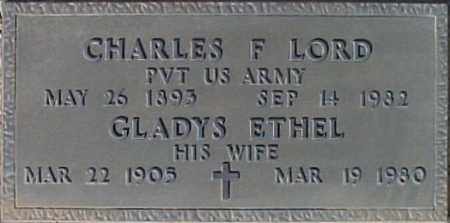 CHARLES F LORD
PVT US ARMY
MAY 26 1893 SEP 14 1982
GLADYS ETHEL
HIS WIFE
MAR 22 1905 MAR 19 1980